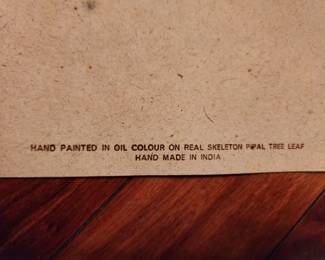 HAND PAINTED IN OIL COLOUR ON REAL SKELETON PIPAL TREE LEAF
HAND MADE IN INDIA